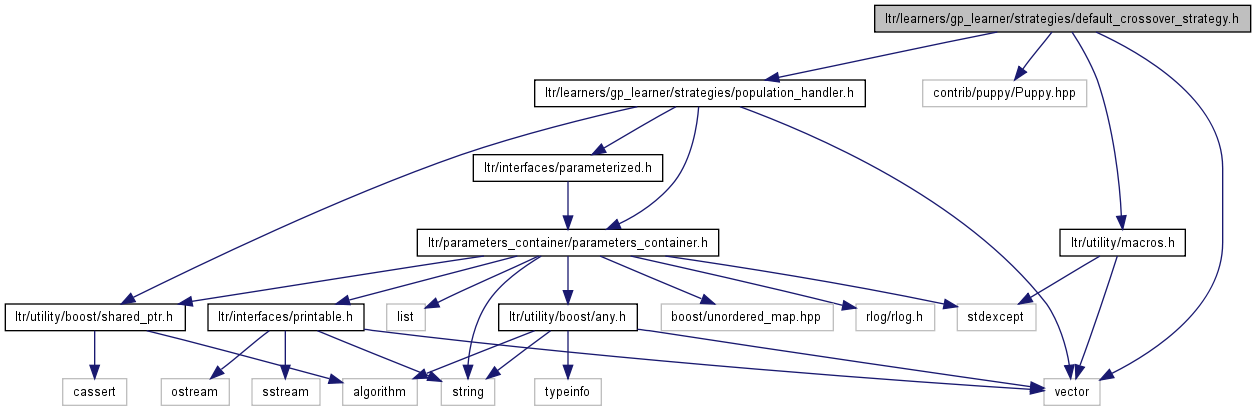 ltr/learners/gp_learner/strategies/default_crossover_strategy.h
ltr/learners/gp_learner/strategies/population_handler.h
contrib/puppy/Puppy.hpp
ltr/interfaces/parameterized.h
ltr/parameters_container/parameters_container.h
ltr/utility/macros.h
ltr/utility/boost/shared_ptr.h
ltr/interfaces/printable.h
list
ltr/utility/boost/any.h
boost/unordered_map.hpp
rlog/rlog.h
stdexcept
cassert
ostream
sstream
algorithm
string
typeinfo
vector